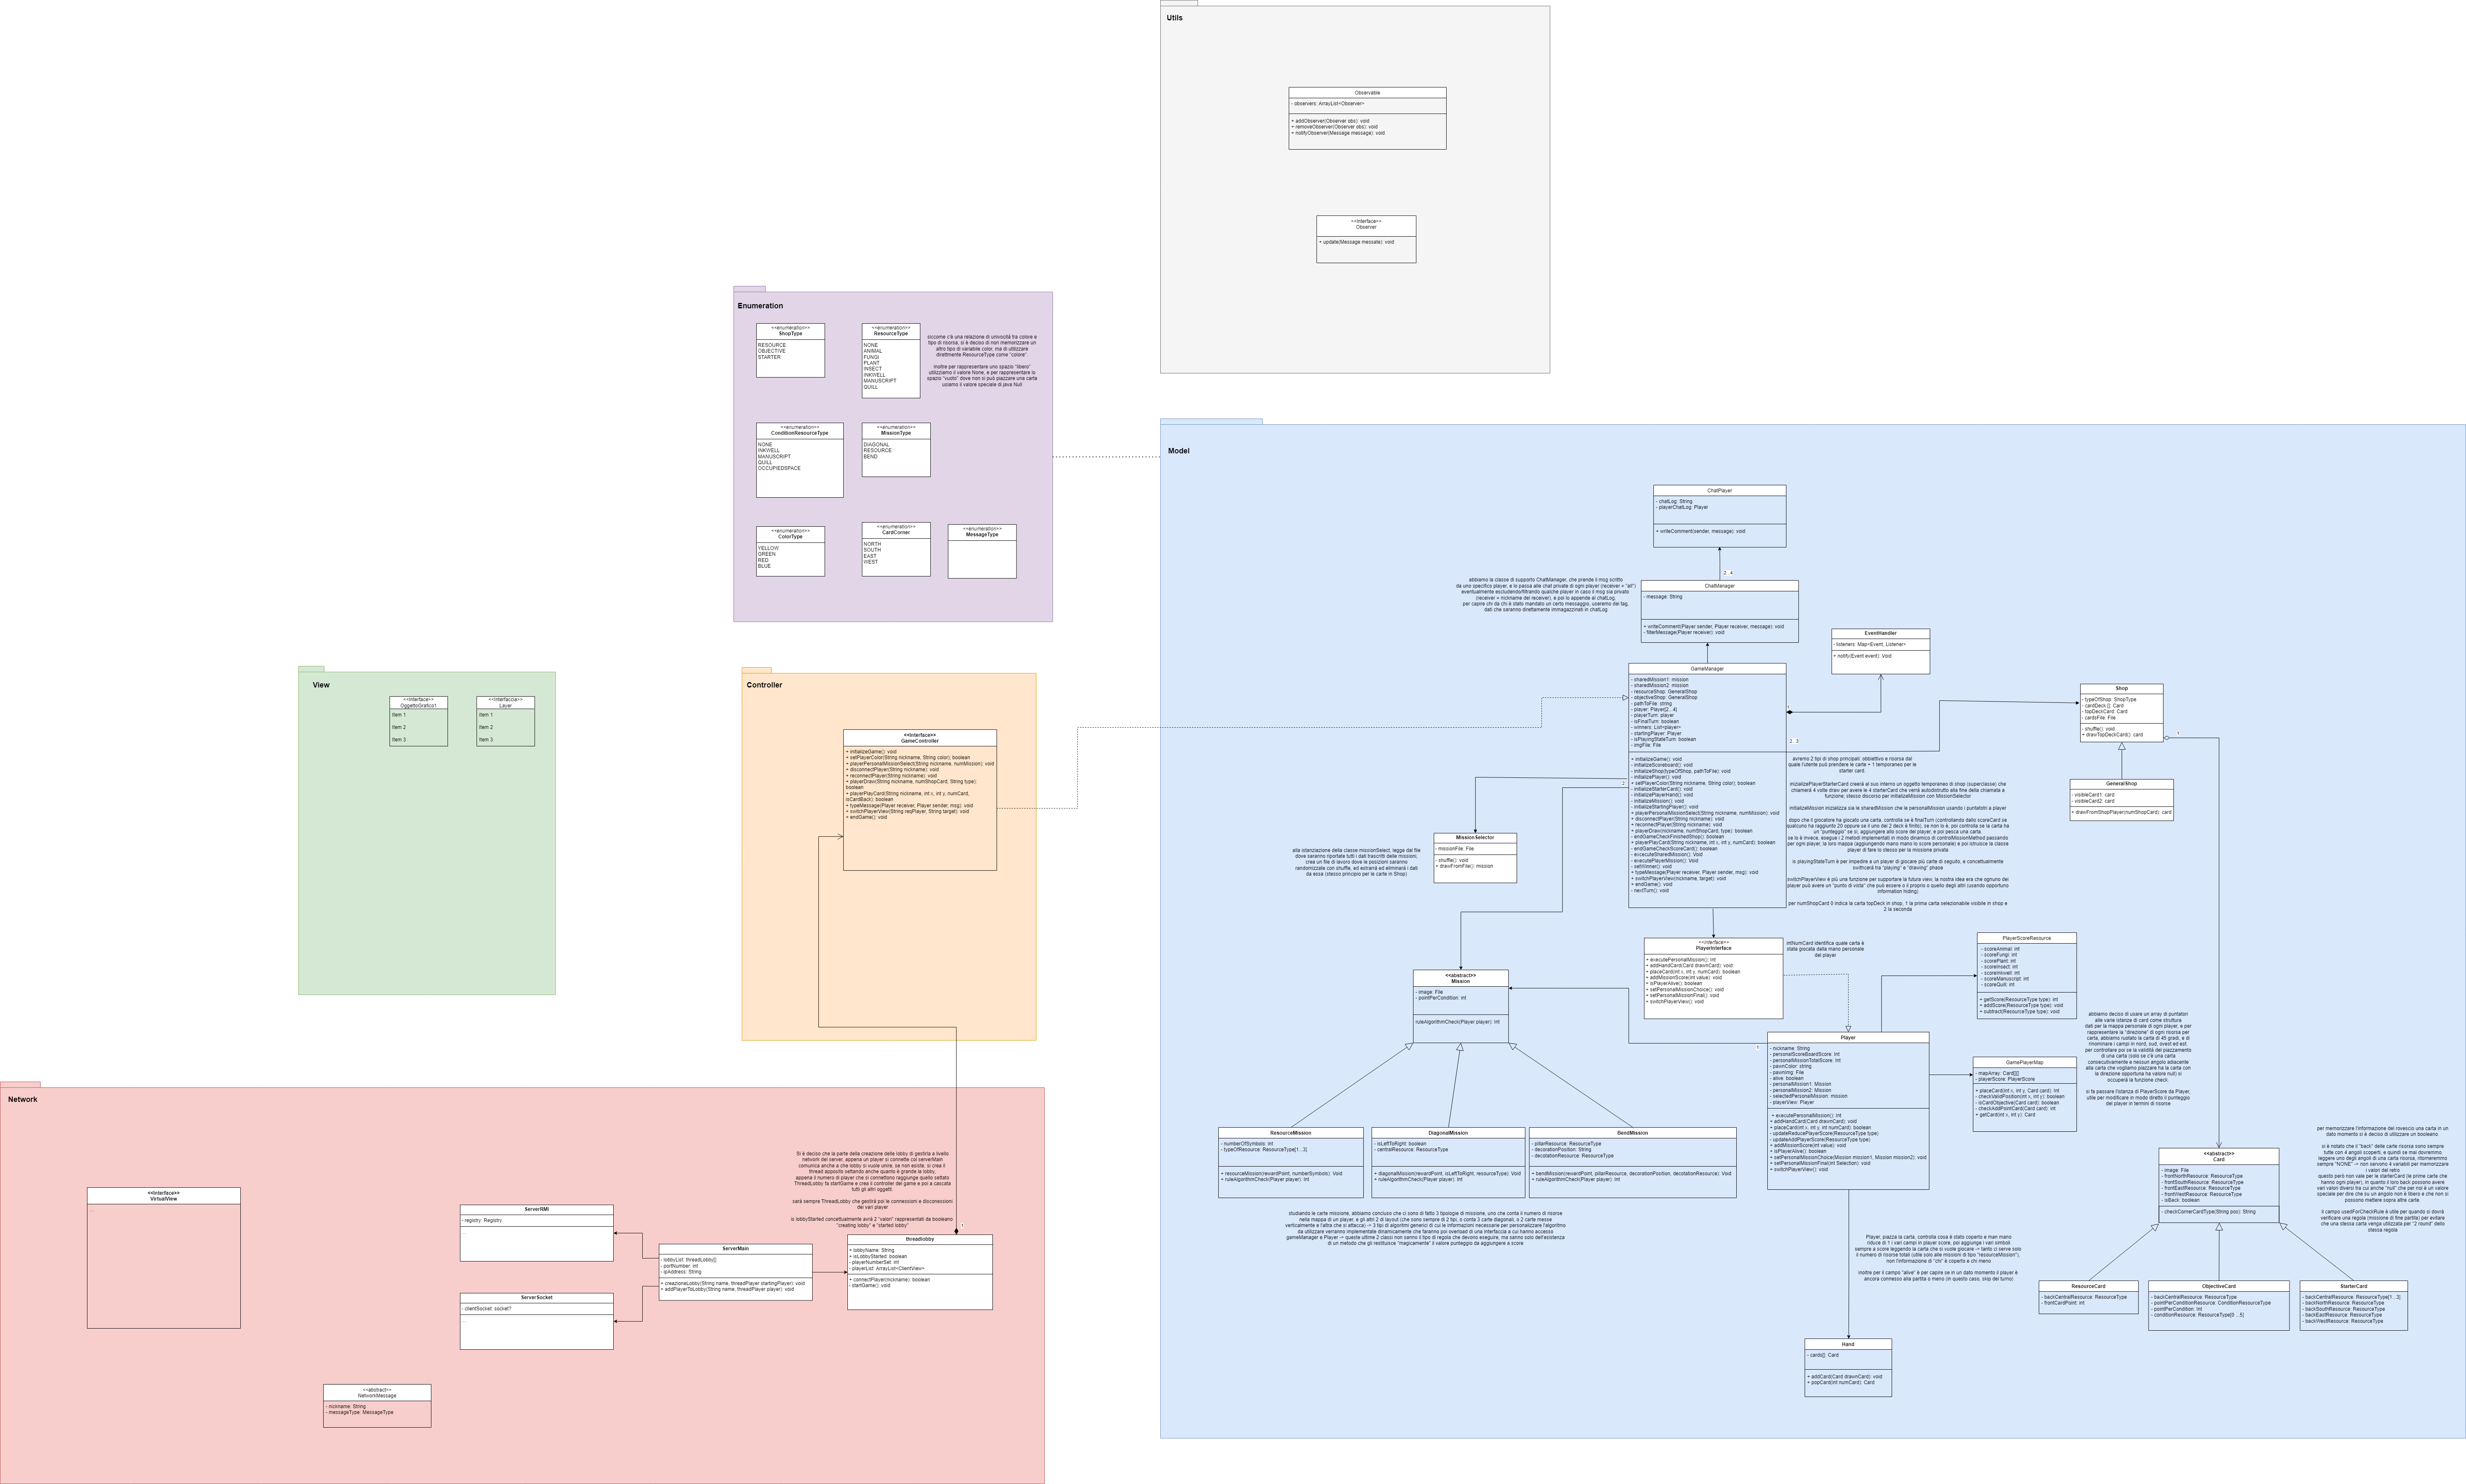 Utils
Observable
- observers: ArrayList<Observer>
+ addObserver(Observer obs): void
+ removeObserver(Observer obs): void
+ notifyObserver(Message message): void
<<Interface>>
Observer
+ update(Message messate): void
Enumeration
<<enumeration>>
ShopType
RESOURCE
OBJECTIVE
STARTER
<<enumeration>>
ResourceType
NONE
ANIMAL
FUNGI
PLANT
INSECT
INKWELL
MANUSCRIPT
QUILL
siccome c'è una relazione di univocità tra colore e
tipo di risorsa, si è deciso di non memorizzare un
altro tipo di variabile color, ma di utilizzare
direttmente ResourceType come "colore".
inoltre per rappresentare uno spazio "libero"
utilizziamo il valore None, e per rappresentare lo
spazio "vuoto" dove non si può piazzare una carta
usiamo il valore speciale di java Null
<<enumeration>>
ConditionResourceType
NONE
INKWELL
MANUSCRIPT
QUILL
OCCUPIEDSPACE
<<enumeration>>
MissionType
DIAGONAL
RESOURCE
BEND
<<enumeration>>
ColorType
YELLOW
GREEN
RED
BLUE
<<enumeration>>
CardCorner
NORTH
SOUTH
EAST
WEST
<<enumeration>>
MessageType
View
<<Interface>>
OggettoGrafico1
Item 1
Item 2
Item 3
<<Interfaccia>>
Layer
Item 1
Item 2
Item 3
Controller
<<Interface>>
GameController
+ initializeGame(): void
+ setPlayerColor(String nickname, String color); boolean
+ playerPersonalMissionSelect(String nickname, numMission): void
+ disconnectPlayer(String nickname): void
+ reconnectPlayer(String nickname): void
+ playerDraw(String nickname, numShopCard, String type):
boolean
+ playerPlayCard(String nickname, int x, int y, numCard,
isCardBack): boolean
+ typeMessage(Player receiver, Player sender, msg): void
+ switchPlayerView(String reqPlayer, String target): void
+ endGame(): void
Network
<<Interface>>
VirtualView
...
ServerRMI
- registry: Registry
...
ServerSocket
- clientSocket: socket?
...
ServerMain
- lobbyList: threadLobby[]
- portNumber: int
- ipAddress: String
+ creazioneLobby(String name, threadPlayer startingPlayer): void
+ addPlayerToLobby(String name, threadPlayer player): void
Si è deciso che la parte della creazione delle lobby di gestirla a livello
network del server, appena un player si connette col serverMain
comunica anche a che lobby si vuole unire, se non esiste, si crea il
thread apposito settando anche quanto è grande la lobby,
appena il numero di player che si connettono raggiunge quello settato
ThreadLobby fa startGame e crea il controller del game e poi a cascata
tutti gli altri oggetti.
sarà sempre ThreadLobby che gestirà poi le connessioni e disconessioni
dei vari player
is lobbyStarted concettualmente avrà 2 "valori" rappresentati da booleano
"creating lobby" e "started lobby"
1
threadlobby
+ lobbyName: String
+ isLobbyStarted: boolean
- playerNumberSet: int
- playerList: ArrayList<ClientView>
+ connectPlayer(nickname): boolean
- startGame(): void
<<abstract>>
NetworkMessage
- nickname: String
- messageType: MessageType
Model
ChatPlayer
- chatLog: String
- playerChatLog: Player
+ writeComment(sender, message): void
2...4
abbiamo la classe di supporto ChatManager, che prende il msg scritto
da uno specifico player, e lo passa alle chat private di ogni player (receiver = "all")
eventualmente escludendo/filtrando qualche player in caso il msg sia privato
(receiver = nickname del receiver), e poi lo appende al chatLog,
per capire chi da chi è stato mandato un certo messaggio, useremo dei tag,
dati che saranno direttamente immagazzinati in chatLog
ChatManager
- message: String
+ writeComment(Player sender, Player receiver, message): void
- filterMessage(Player receiver): void
EventHandler
- listeners: Map<Event, Listener>
+ notify(Event event): Void
GameManager
- sharedMission1: mission
- sharedMission2: mission
- resourceShop: GeneralShop
- objectiveShop: GeneralShop
- pathToFile: string
- player: Player[2...4]
- playerTurn: player
- isFinalTurn: boolean
- winners: List<player>
- startingPlayer: Player
- isPlayingStateTurn: boolean
- imgFile: File
+ initializeGame(): void
- initializeScoreboard(): void
- initializeShop(typeOfShop, pathToFile): void
- initializePlayer(): void
+ setPlayerColor(String nickname, String color); boolean
- initializeStarterCard(): void
- initializePlayerHand(): void
- initializeMission(): void
- initializeStartingPlayer(): void
+ playerPersonalMissionSelect(String nickname, numMission): void
+ disconnectPlayer(String nickname): void
+ reconnectPlayer(String nickname): void
+ playerDraw(nickname, numShopCard, type): boolean
- endGameCheckFinishedShop(): boolean
+ playerPlayCard(String nickname, int x, int y, numCard): boolean
- endGameCheckScoreCard(): boolean
- excecuteSharedMission(): Void
- executePlayerMission(): Void
- setWinner(): void
+ typeMessage(Player receiver, Player sender, msg): void
+ switchPlayerView(nickname, target): void
+ endGame(): void
- nextTurn(): void
1
2...3
2
avremo 2 tipi di shop principali: obbiettivo e risorsa dal
quale l'utente può prendere le carte + 1 temporaneo per le
starter card.
inizializePlayerStarterCard creerà al suo interno un oggetto temporaneo di shop (superclasse) che
chiamerà 4 volte draw per avere le 4 starterCard che verrà autodistrutto alla fine della chiamata a
funzione; stesso discorso per initializeMission con MissionSelector
initializeMission inizializza sia le sharedMission che le personalMission usando i puntatotri a player
dopo che il giocatore ha giocato una carta, controlla se è finalTurn (controllando dallo scoreCard se
qualcuno ha raggiunto 20 oppure se il uno dei 2 deck è finito), se non lo è, poi controlla se la carta ha
un "punteggio" se sì, aggiungere allo score del player, e poi pesca una carta.
se lo è invece, esegue i 2 metodi implementati in modo dinamico di controlMissionMethod passando
per ogni player, la loro mappa (aggiungendo mano mano lo score personale) e poi istruisce la classe
player di fare lo stesso per la missione privata
is playingStateTurn è per impedire a un player di giocare più carte di seguito, e concettualmente
swithcerà tra "playing" e "drawing" phase
switchPlayerView è più una funzione per supportare la futura view, la nostra idea era che ognuno dei
player può avere un "punto di vista" che può essere o il proprio o quello degli altri (usando opportuno
information hiding)
per numShopCard 0 indica la carta topDeck in shop, 1 la prima carta selezionabile visibile in shop e
2 la seconda
Shop
- typeOfShop: ShopType
- cardDeck []: Card
- topDeckCard: Card
- cardsFile: File
- shuffle(): void
+ drawTopDeckCard(): card
1
GeneralShop
- visibleCard1: card
- visibleCard2: card
+ drawFromShopPlayer(numShopCard): card
alla istanziazione della classe missionSelect, legge dal file
dove saranno riportate tutti i dati trascritti delle missioni,
crea un file di lavoro dove le posizioni saranno
randomizzate con shuffle, ed estrarrà ed eliminarà i dati
da essa (stesso principio per le carte in Shop)
MissionSelector
- missionFile: File
- shuffle(): void
+ drawFromFile(): mission
<<Interface>>
PlayerInterface
+ executePersonalMission(): Int
+ addHandCard(Card drawnCard): void
+ placeCard(int x, int y, numCard): boolean
+ addMissionScore(int value): void
+ isPlayerAlive(): boolean
+ setPersonalMissionChoice(): void
+ setPersonalMissionFinal(): void
+ switchPlayerView(): void
intNumCard identifica quale carta è
stata giocata dalla mano personale
del player
<<abstract>>
Mission
- image: File
- pointPerCondition: int
ruleAlgorithmCheck(Player player): int
PlayerScoreResource
- scoreAnimal: int
- scoreFungi: int
- scorePlant: int
- scoreInsect: int
- scoreInkwell: int
- scoreManuscript: int
- scoreQuill: int
+ getScore(ResourceType type): int
+ addScore(ResourceType type): void
+ subtract(ResourceType type): void
1
Player
- nickname: String
- personalScoreBoardScore: Int
- personalMissionTotalScore: Int
- pawnColor: string
- pawnImg: File
- alive: boolean
- personalMission1: Mission
- personalMission2: Mission
- selectedPersonalMission: mission
- playerView: Player
+ executePersonalMission(): Int
+ addHandCard(Card drawnCard): void
+ placeCard(int x, int y, int numCard): boolean
- updateReducePlayerScore(ResourceType type)
- updateAddPlayerScore(ResourceType type)
+ addMissionScore(int value): void
+ isPlayerAlive(): boolean
+ setPersonalMissionChoice(Mission mission1, Mission mission2): void
+ setPersonalMissionFinal(int Selection): void
+ switchPlayerView(): void
GamePlayerMap
- mapArray: Card[][]
- playerScore: PlayerScore
+ placeCard(int x, int y, Card card): int
- checkValidPosition(int x, int y): boolean
- isCardObjective(Card card): boolean
- checkAddPointCard(Card card): int
+ getCard(int x, int y): Card
abbiamo deciso di usare un array di puntatori
alle varie istanze di card come struttura
dati per la mappa personale di ogni player, e per
rappresentare la "direzione" di ogni risorsa per
carta, abbiamo ruotato la carta di 45 gradi, e di
rinominare i campi in nord, sud, ovest ed est.
per controllare poi se la validità del piazzamento
di una carta (solo se c'è una carta
consecutivamente e nessun angolo adiacente
alla carta che vogliamo piazzare ha la carta con
la direzione opportuna ha valore null) si
occuperà la funzione check.
si fa passare l'istanza di PlayerScore da Player,
utile per modificare in modo diretto il punteggio
del player in termini di risorse
ResourceMission
- numberOfSymbols: int
- typeOfResource: ResourceType[1...3]
+ resourceMission(rewardPoint, numberSymbols): Void
+ ruleAlgorithmCheck(Player player): int
DiagonalMission
- isLeftToRight: boolean
- centralResource: ResourceType
+ diagonalMission(rewardPoint, isLeftToRight, resourceType): Void
+ ruleAlgorithmCheck(Player player): int
BendMission
- pillarResource: ResourceType
- decorationPosition: String
- decotationResource: ResourceType
+ bendMission(rewerdPoint, pillarResource, decorationPosition, decotationResource): Void
+ ruleAlgorithmCheck(Player player): int
studiando le carte missione, abbiamo concluso che ci sono di fatto 3 tipologie di missione, uno che conta il numero di risorse
nella mappa di un player, e gli altri 2 di layout (che sono sempre di 2 tipi, o conta 3 carte diagonali, o 2 carte messe
verticalmente e l'altra che si attacca) -> 3 tipi di algoritmi generici di cui le informazioni necessarie per personalizzare l'algoritmo
da utilizzare verranno implementate dinamicamente che faranno poi overload di una interfaccia a cui hanno accesso
gameManager e Player -> queste ultime 2 classi non sanno il tipo di regola che devono eseguire, ma sanno solo dell'esistenza
di un metodo che gli restituisce "magicamente" il valore punteggio da aggiungere a score
<<abstract>>
Card
- image: File
- frontNorthResource: ResourceType
- frontSouthResource: ResourceType
- frontEastResource: ResourceType
- frontWestResource: ResourceType
- isBack: boolean
- checkCornerCardType(String pos): String
per memorizzare l'informazione del rovescio una carta in un
dato momento si è deciso di utilizzare un booleano.
si è notato che il "back" delle carte risorsa sono sempre
tutte con 4 angoli scoperti, e quindi se mai dovremmo
leggere uno degli angoli di una carta risorsa, ritorneremmo
sempre "NONE" -> non servono 4 variabili per memorizzare
i valori del retro
questo però non vale per le starterCard (le prime carte che
hanno ogni player), in quanto il loro back possono avere
vari valori diversi tra cui anche "null" che per noi è un valore
speciale per dire che su un angolo non è libero e che non si
possono mettere sopra altre carte.
il campo usedForCheckRule è utile per quando si dovrà
verificare una regola (missione di fine partita) per evitare
che una stessa carta venga utilizzata per "2 round" dello
stessa regola
Player, piazza la carta, controlla cosa è stato coperto e man mano
riduce di 1 i vari campi in player score, poi aggiunge i vari simboli
sempre a score leggendo la carta che si vuole giocare -> tanto ci serve solo
il numero di risorse totali (utile solo alle missioni di tipo "resourceMission"),
non l'informazione di "chi" è coperto e chi meno
inoltre per il campo "alive" è per capire se in un dato momento il player è
ancora connesso alla partita o meno (in questo caso, skip del turno)
ResourceCard
- backCentralResource: ResourceType
- frontCardPoint: int
ObjectiveCard
- backCentralResource: ResourceType
- pointPerConditionResource: ConditionResourceType
- pointPerCondition: Int
- conditionResource: ResourceType[0 ,..5]
StarterCard
- backCentralResource: ResourceType[1...3]
- backNorthResource: ResourceType
- backSouthResource: ResourceType
- backEastResource: ResourceType
- backWestResource: ResourceType
Hand
- cards[]: Card
+ addCard(Card drawnCard): void
+ popCard(int numCard): Card